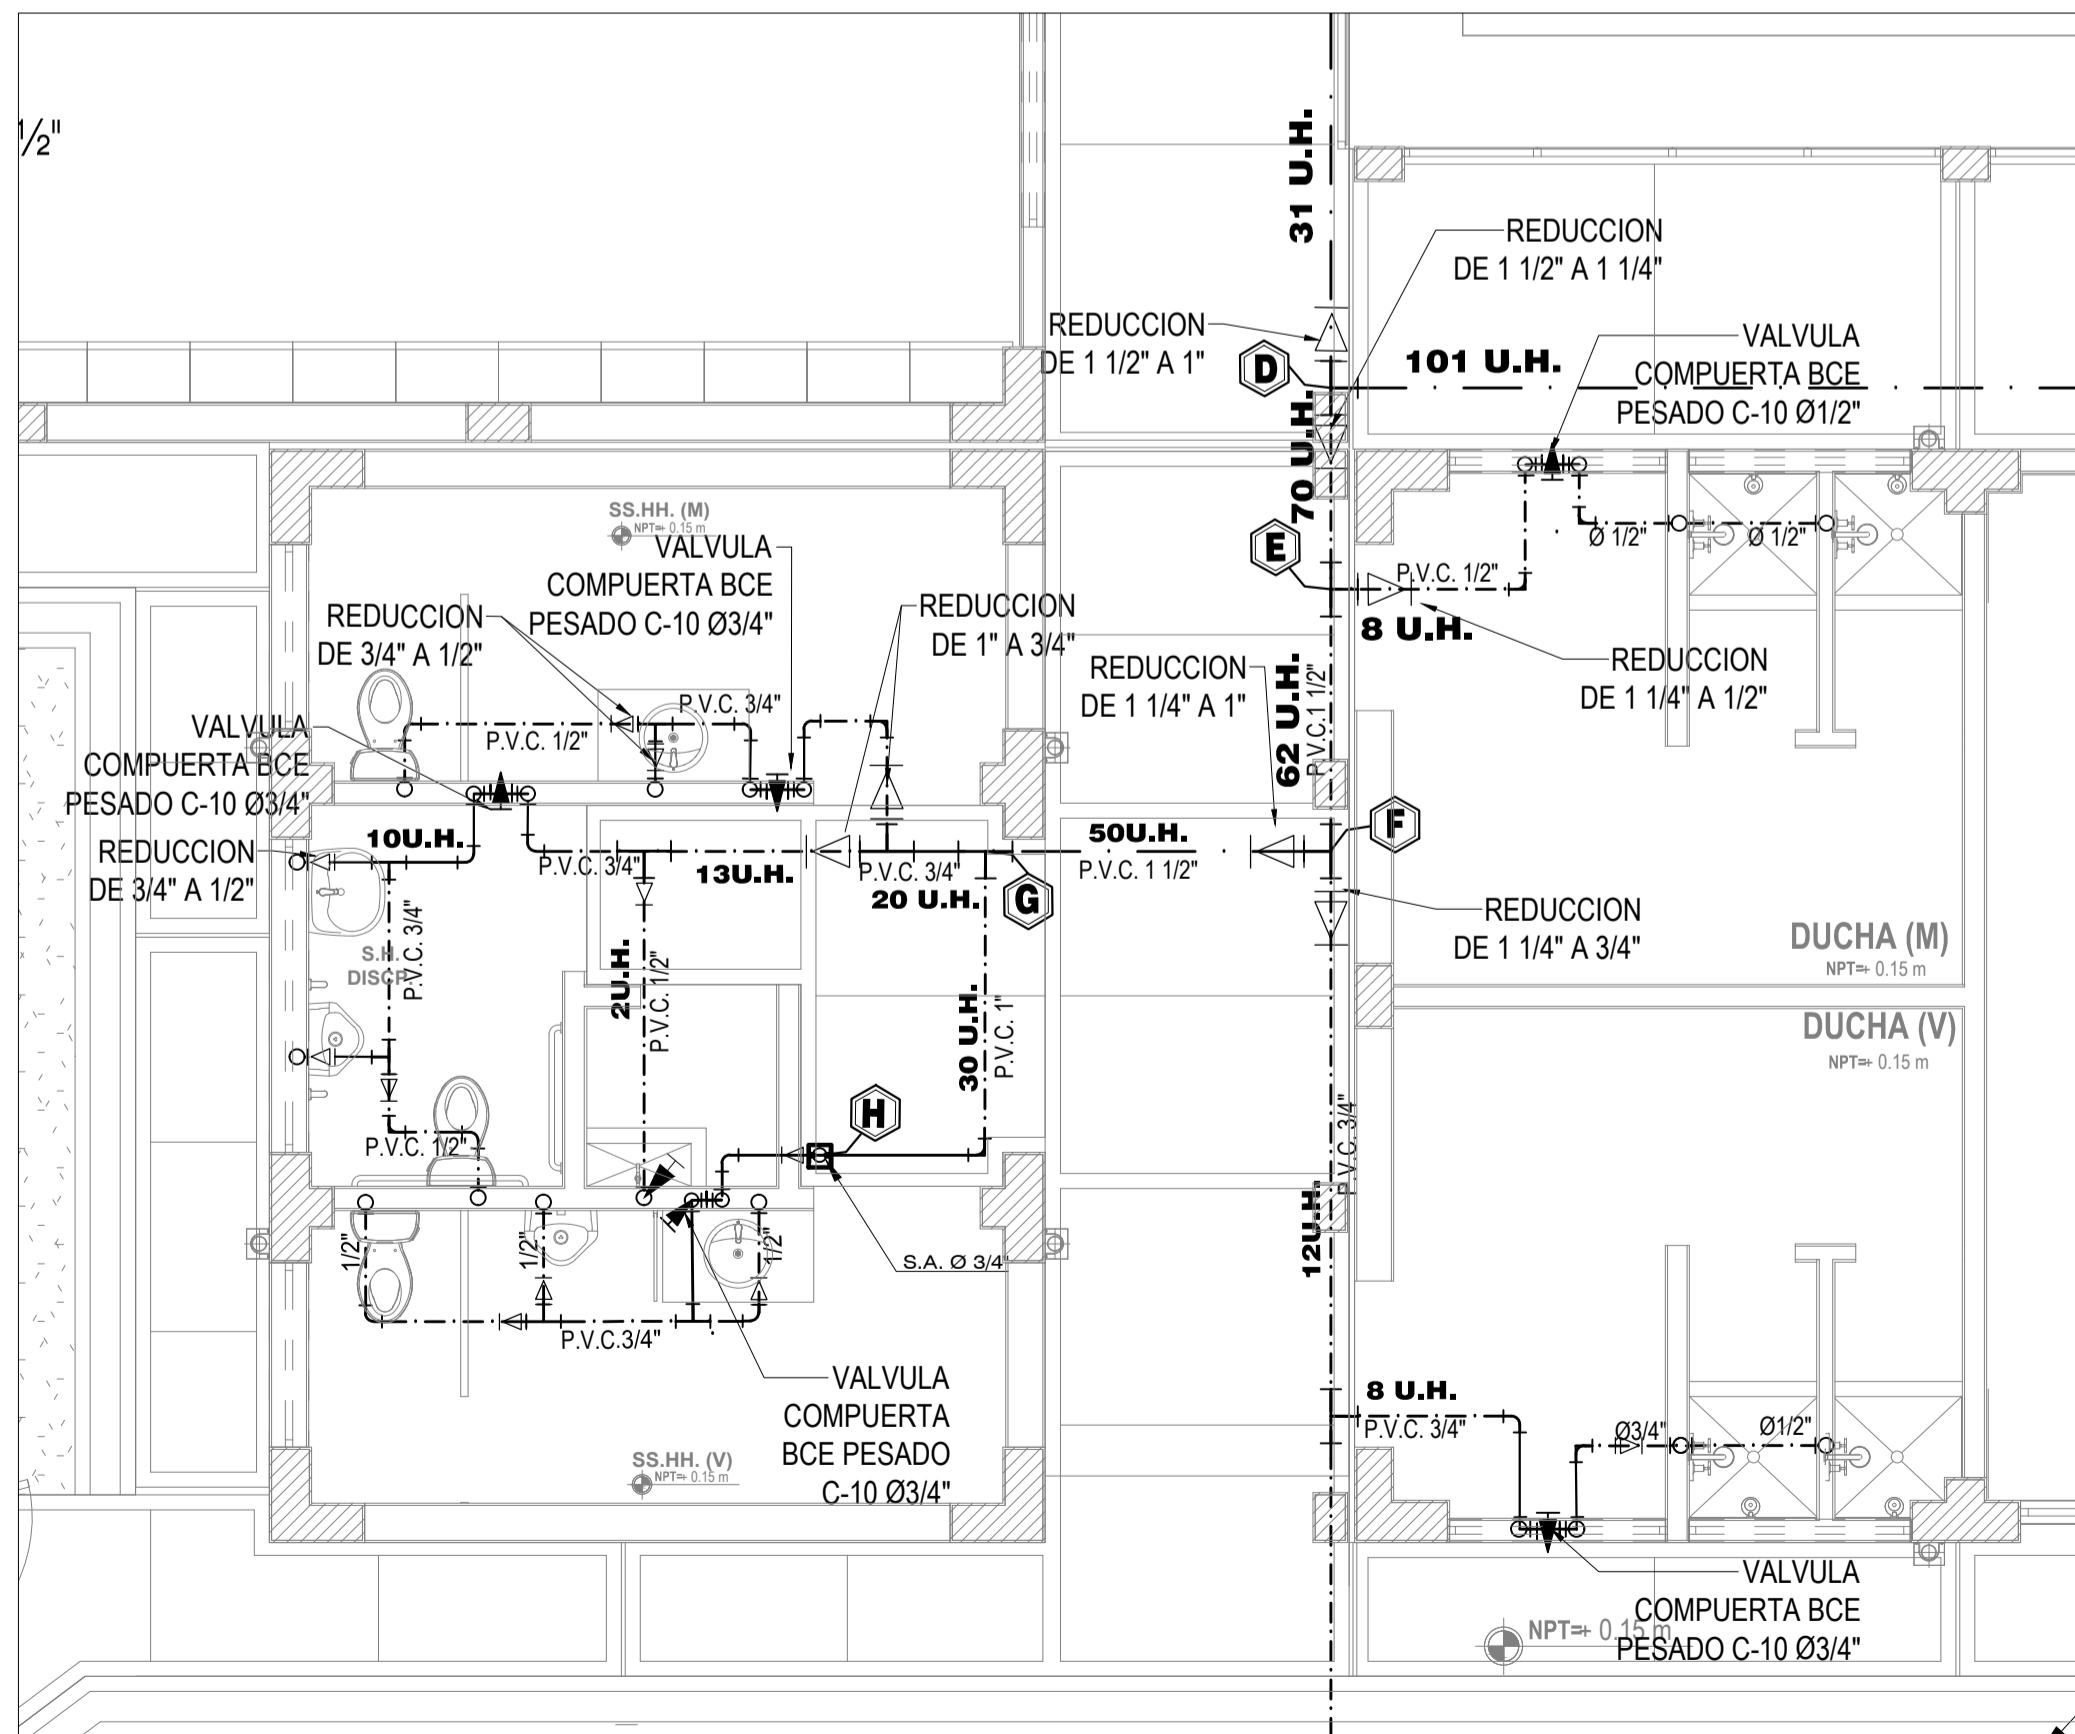 1/2"
31 U.H.
REDUCCION
DE 1 1/2" A 1 1/4"
REDUCCION
DE 1 1/2" A 1"
D
101 U.H.
VALVULA
COMPUERTA BCE
PESADO C-10 Ø1/2"
70 U.H.
SS.HH. (M)
NPT=+ 0.15 m
VALVULA
COMPUERTA BCE
PESADO C-10 Ø3/4"
E
P.V.C. 1/2"
Ø 1/2"
Ø 1/2"
8 U.H.
REDUCCION
DE 3/4" A 1/2"
REDUCCION
DE 1" A 3/4"
REDUCCION
DE 1 1/4" A 1"
62 U.H.
P.V.C.1 1/2"
REDUCCION
DE 1 1/4" A 1/2"
P.V.C. 3/4"
P.V.C. 1/2"
VALVULA
COMPUERTA BCE
PESADO C-10 Ø3/4"
10U.H.
REDUCCION
DE 3/4" A 1/2"
P.V.C. 3/4"
13U.H.
P.V.C. 3/4"
20 U.H.
50U.H.
P.V.C. 1 1/2"
F
G
REDUCCION
DE 1 1/4" A 3/4"
DUCHA (M)
NPT=+ 0.15 m
S.H.
DISCP.
P.V.C. 3/4"
2U.H.
P.V.C. 1/2"
30 U.H.
P.V.C. 1"
DUCHA (V)
NPT=+ 0.15 m
H
P.V.C. 1/2"
P.V.C. 3/4"
12U.H.
1/2"
1/2"
1/2"
S.A. Ø 3/4"
P.V.C.3/4"
VALVULA
COMPUERTA
BCE PESADO
C-10 Ø3/4"
8 U.H.
P.V.C. 3/4"
Ø3/4"
Ø1/2"
SS.HH. (V)
NPT=+ 0.15 m
VALVULA
COMPUERTA BCE
PESADO C-10 Ø3/4"
NPT=+ 0.15 m